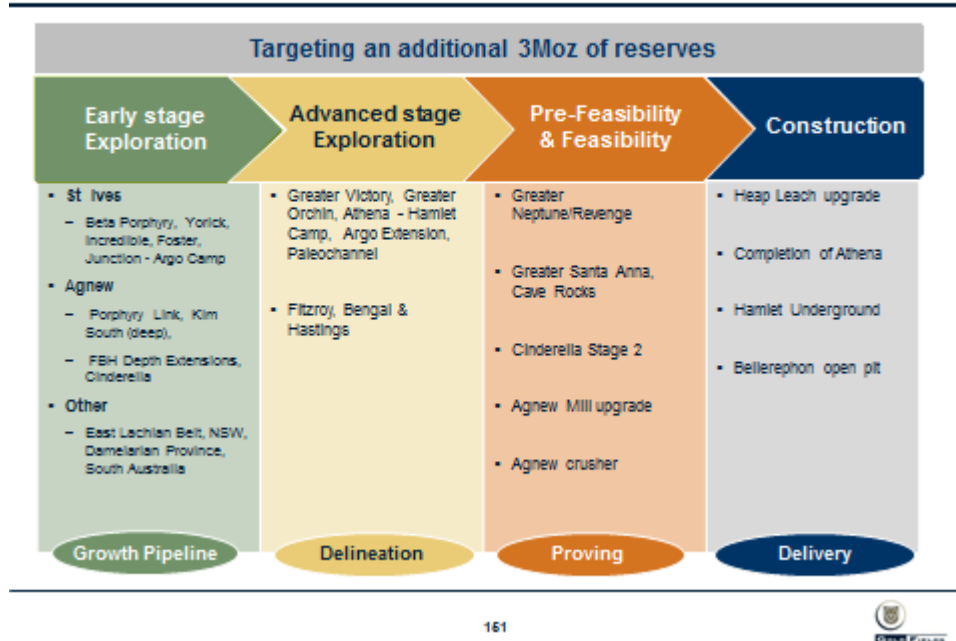 Targeting an additional 3Moz of reserves
Early stage
Exploration
Advanced stage
Exploration
Pre-Feasibility
& Feasibility
Construction
▪ St Ives
– Beta Porphyry, Yorick,
Incredible, Foster,
Junction - Argo Camp
▪ Agnew
– Porphyry Link, Kim
South (deep),
– FBH Depth Extensions,
Cinderella
▪ Other
– East Lachlan Belt, NSW,
Damelarian Province,
South Australia
▪ Greater Victory, Greater
Orchin, Athena - Hamlet
Camp, Argo Extension,
Paleochannel
▪ Fitzroy, Bengal &
Hastings
▪ Greater
Neptune/Revenge
▪ Greater Santa Anna,
Cave Rocks
▪ Cinderella Stage 2
▪ Agnew Mill upgrade
▪ Agnew crusher
▪ Heap Leach upgrade
▪ Completion of Athena
▪ Hamlet Underground
▪ Bellerephon open pit
Growth Pipeline
Delineation
Proving
Delivery
151
GOLD FIELDS